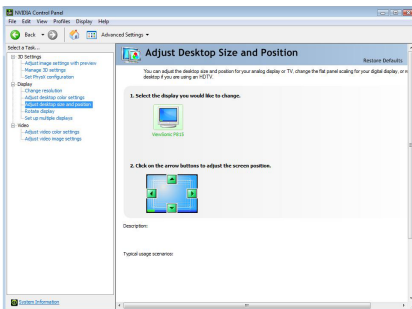 NVIDIA Control Panel
File Edit View Profiles Display Help
Back Advanced Settings
Select a Task...
3D Settings
Adjust image settings with preview
Manage 3D settings
Set PhysX configuration
Display
Change resolution
Adjust desktop color settings
Adjust desktop size and position
Rotate display
Set up multiple displays
Video
Adjust video color settings
Adjust video image settings
System Information
Adjust Desktop Size and Position
Restore Defaults
You can adjust the desktop size and position for your analog display or TV, change the flat panel scaling for your digital display, or
desktop if you are using an HDTV.
1. Select the display you would like to change.
ViewSonic
2. Click on the arrow buttons to adjust the screen position.
Description:
Typical usage scenarios: